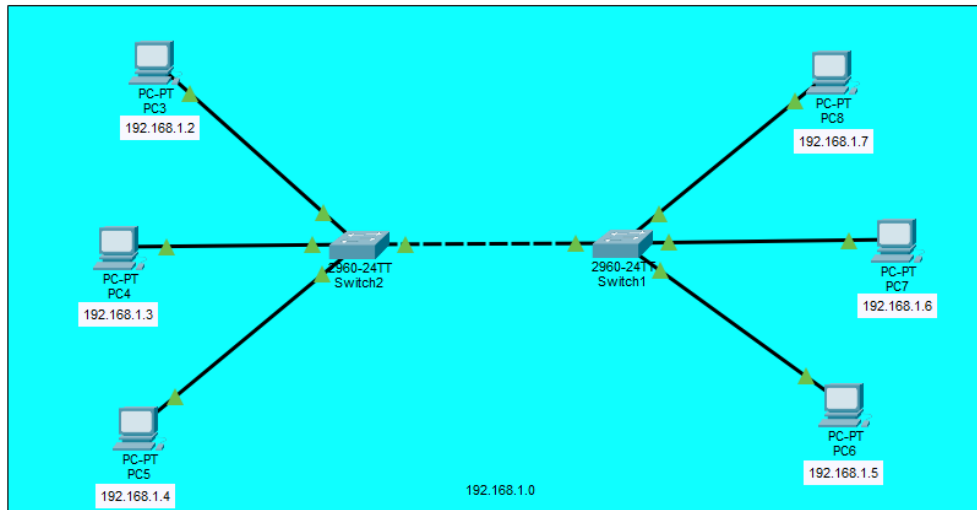 PC-PT
PC3
192.168.1.2
PC-PT
PC8
192.168.1.7
PC-PT
PC4
192.168.1.3
2960-24TT
Switch2
2960-24TT
Switch1
PC-PT
PC7
192.168.1.6
PC-PT
PC5
192.168.1.4
PC-PT
PC6
192.168.1.5
192.168.1.0